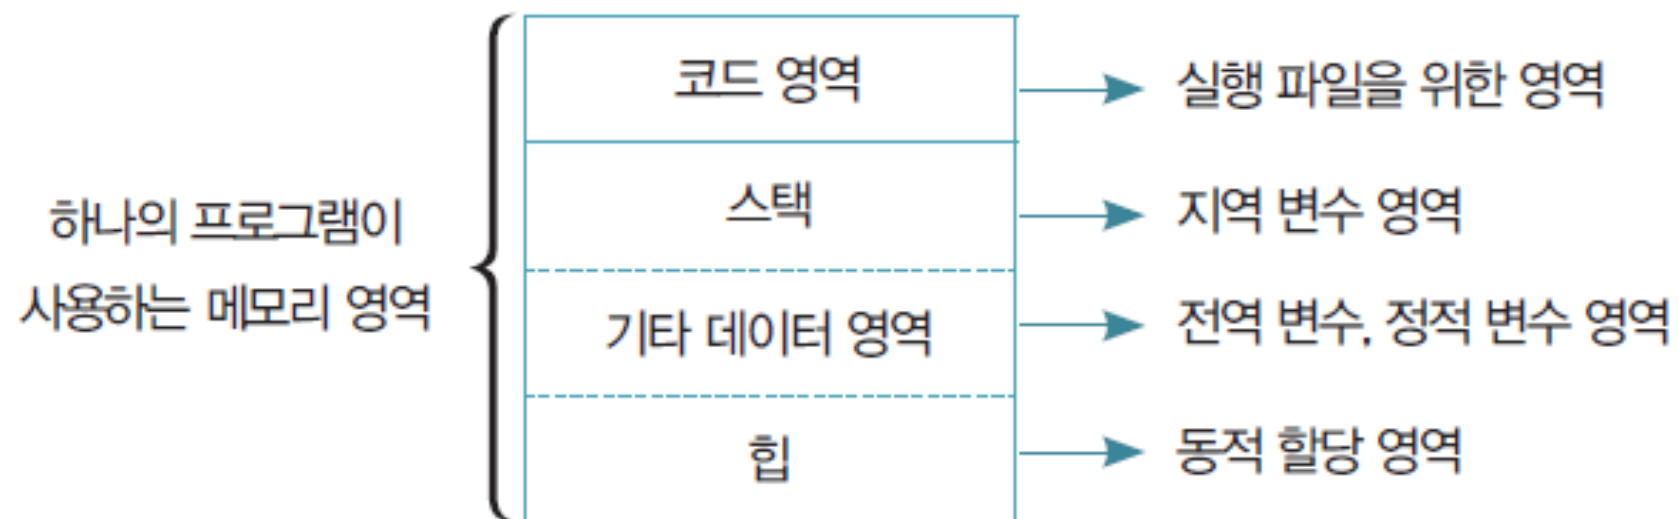 하나의 프로그램이
사용하는 메모리 영역
코드 영역
실행 파일을 위한 영역
스택
지역 변수 영역
기타 데이터 영역
전역 변수, 정적 변수 영역
힙
동적 할당 영역